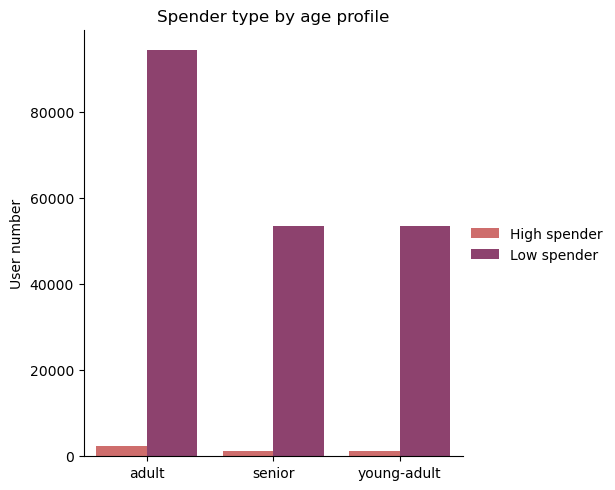 Spender type by age profile
User number
80000
60000
40000
20000
0
adult
senior
young-adult
High spender
Low spender